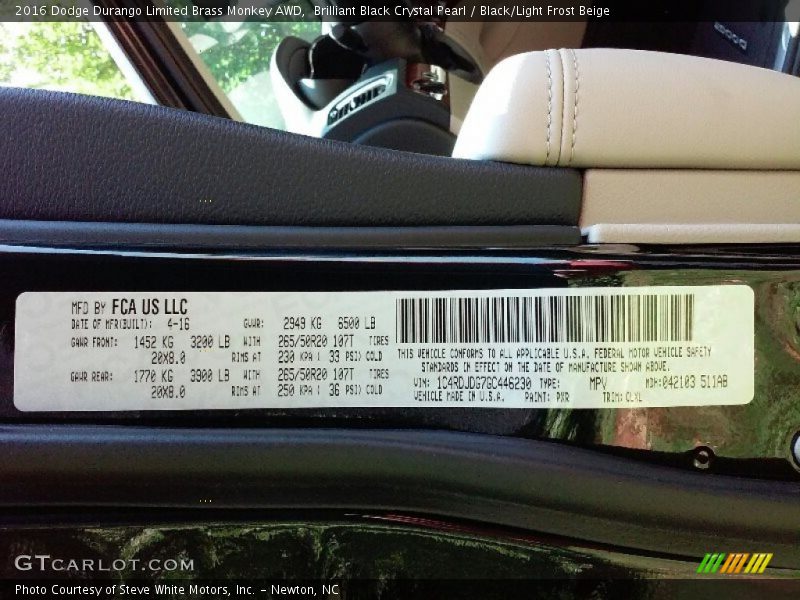 2016 Dodge Durango Limited Brass Monkey AWD, Brilliant Black Crystal Pearl / Black/Light Frost Beige
MFD BY FCA US LLC
DATE OF MFR(BUILT): 4-16 GVWR: 2949 KG 6500 LB
GAWR FRONT: 1452 KG 3200 LB WITH 265/50R20 107T TIRES
20X8.0 RIMS AT 230 KPA ( 33 PSI) COLD
GAWR REAR: 1770 KG 3900 LB WITH 265/50R20 107T TIRES
20X8.0 RIMS AT 250 KPA ( 36 PSI) COLD
THIS VEHICLE CONFORMS TO ALL APPLICABLE U.S.A. FEDERAL MOTOR VEHICLE SAFETY
STANDARDS IN EFFECT ON THE DATE OF MANUFACTURE SHOWN ABOVE.
VIN: 1C4RDJDG7GC446230 TYPE: MPV MDH: 042103 511AB
VEHICLE MADE IN U.S.A. PAINT: PXR TRIM: CLXL
GTCARLOT.COM
Photo Courtesy of Steve White Motors, Inc. – Newton, NC